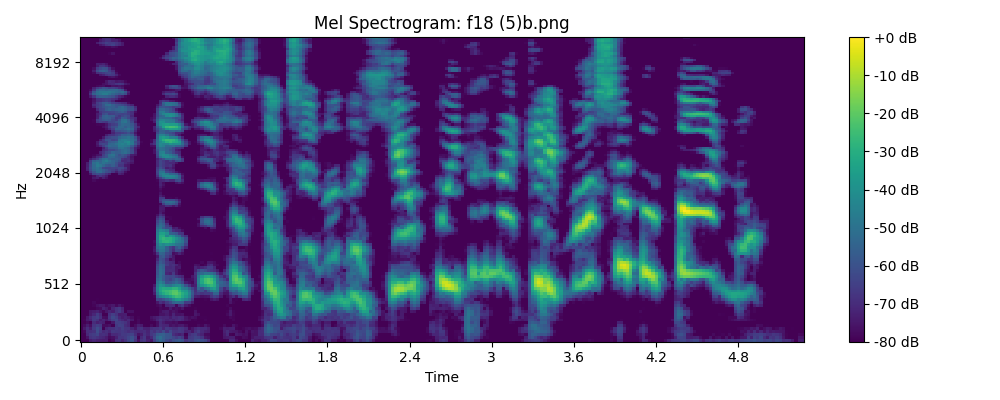 Mel Spectrogram: f18 (5)b.png
8192
4096
2048
1024
512
0
Hz
0 0.6 1.2 1.8 2.4 3 3.6 4.2 4.8
Time
+0 dB
-10 dB
-20 dB
-30 dB
-40 dB
-50 dB
-60 dB
-70 dB
-80 dB